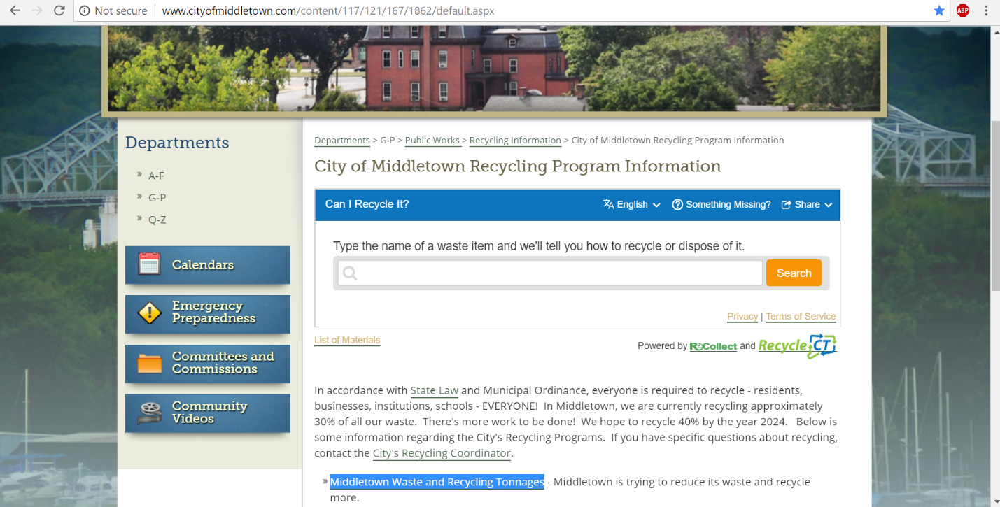 Not secure
www.cityofmiddletown.com/content/117/121/167/1862/default.aspx
ABP
Departments
A-F
G-P
Q-Z
Calendars
Emergency
Preparedness
Committees and
Commissions
Community
Videos
Departments > G-P > Public Works > Recycling Information > City of Middletown Recycling Program Information
City of Middletown Recycling Program Information
Can I Recycle It?
English
Something Missing?
Share
Type the name of a waste item and we'll tell you how to recycle or dispose of it.
Search
Privacy | Terms of Service
List of Materials
Powered by ReCollect and RecycleCT
In accordance with State Law and Municipal Ordinance, everyone is required to recycle - residents,
businesses, institutions, schools - EVERYONE! In Middletown, we are currently recycling approximately
30% of all our waste. There's more work to be done! We hope to recycle 40% by the year 2024. Below is
some information regarding the City's Recycling Programs. If you have specific questions about recycling,
contact the City's Recycling Coordinator.
Middletown Waste and Recycling Tonnages - Middletown is trying to reduce its waste and recycle
more.